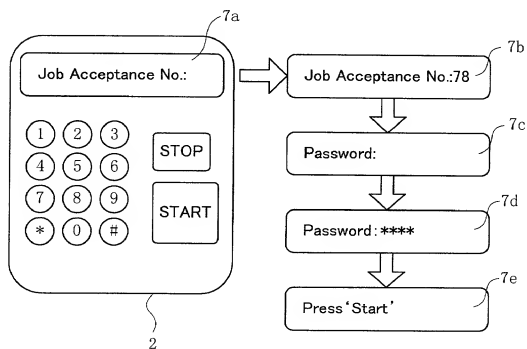 7a
Job Acceptance No.:
1 2 3
4 5 6
7 8 9
* 0 #
STOP
START
2
7b
Job Acceptance No.:78
7c
Password:
7d
Password:****
7e
Press 'Start'